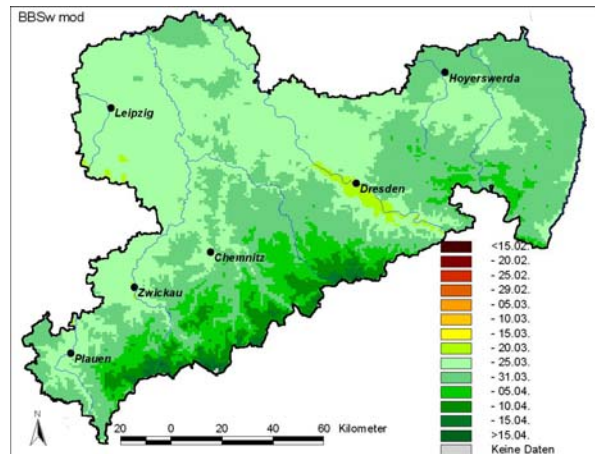 BBSw mod
Hoyerswerda
Leipzig
Dresden
Chemnitz
Zwickau
Plauen
<15.02.
- 20.02.
- 25.02.
- 29.02.
- 05.03.
- 10.03.
- 15.03.
- 20.03.
- 25.03.
- 31.03.
- 05.04.
- 10.04.
- 15.04.
>15.04.
Keine Daten
N
20 0 20 40 60 Kilometer